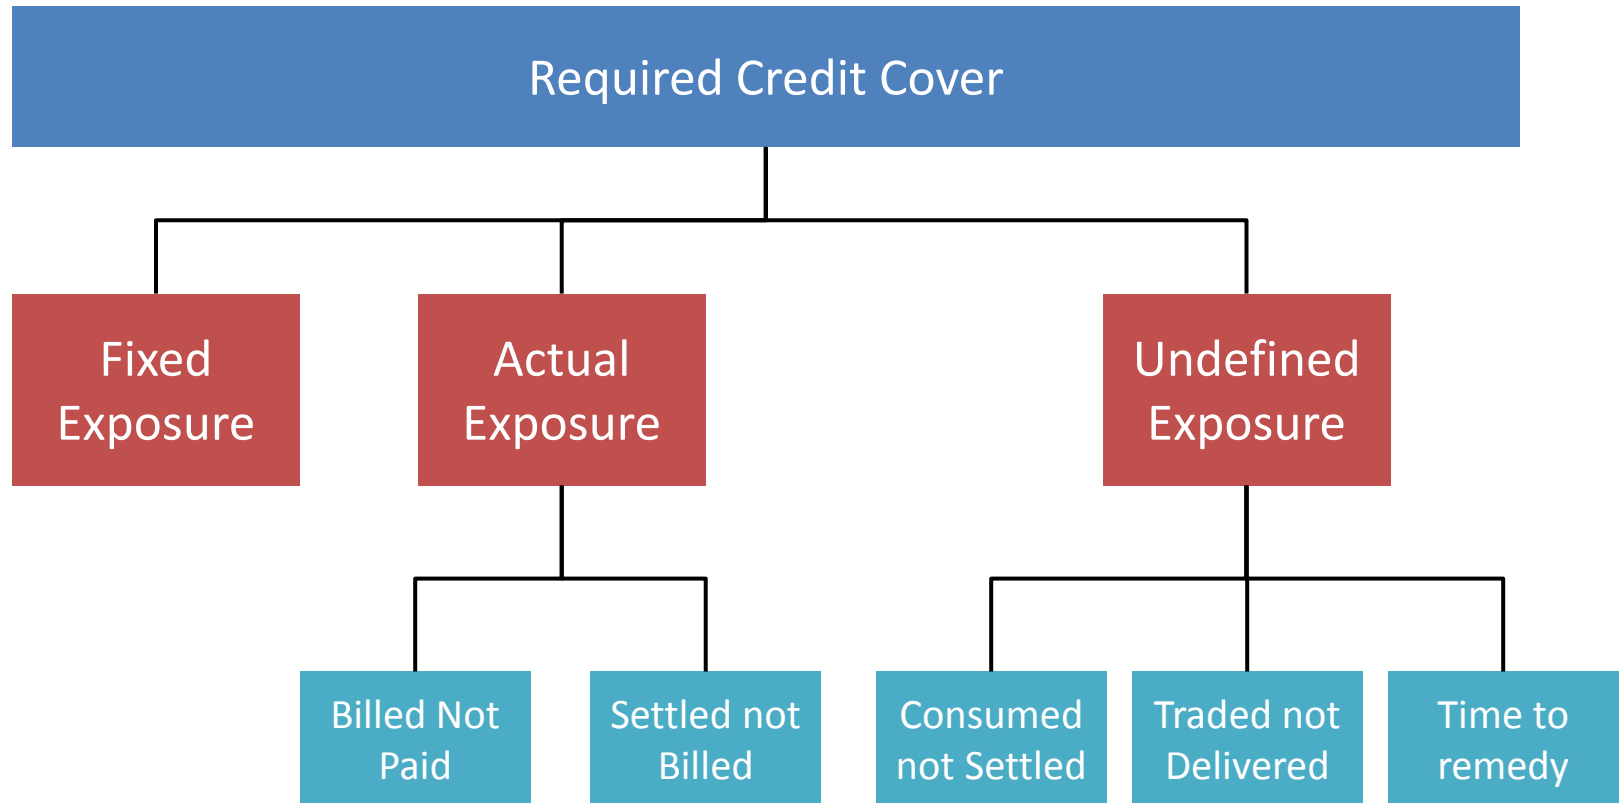 Required Credit Cover
Fixed
Exposure
Actual
Exposure
Undefined
Exposure
Billed Not
Paid
Settled not
Billed
Consumed
not Settled
Traded not
Delivered
Time to
remedy